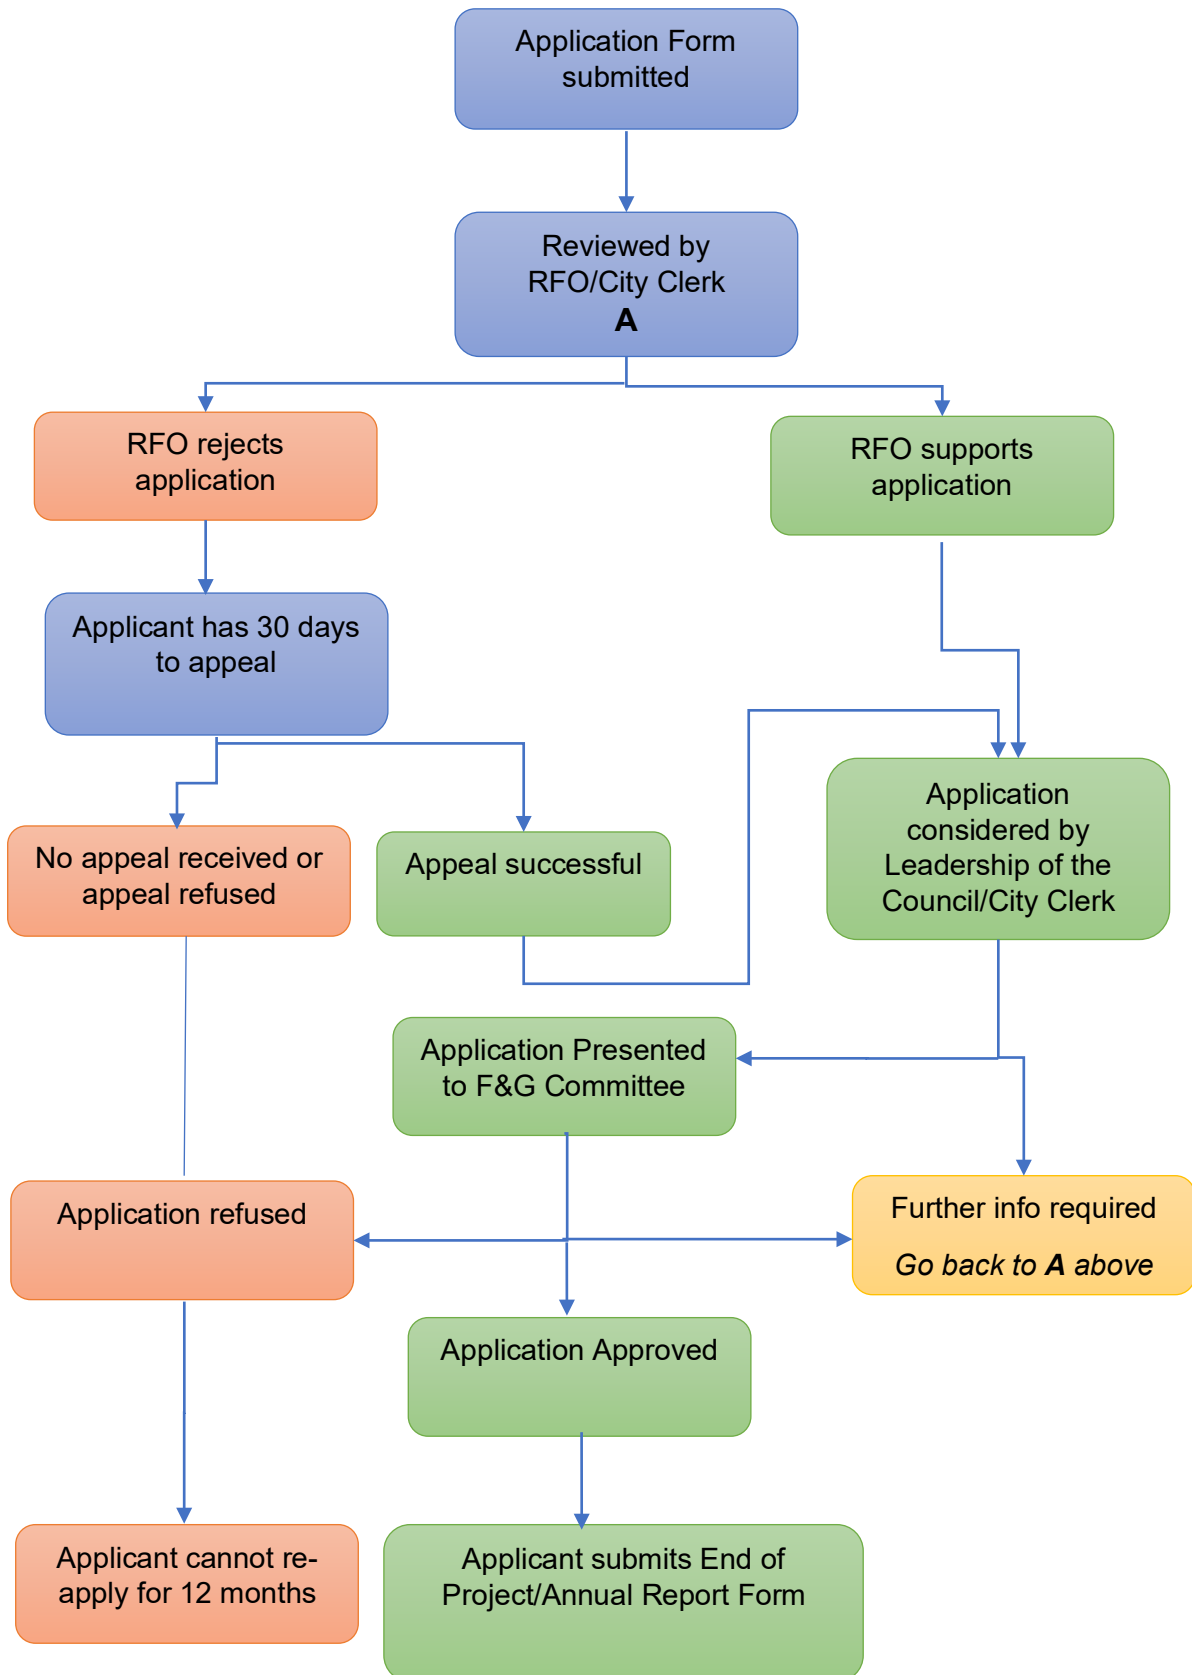 Application Form
submitted
Reviewed by
RFO/City Clerk
A
RFO rejects
application
RFO supports
application
Applicant has 30 days
to appeal
No appeal received or
appeal refused
Appeal successful
Application
considered by
Leadership of the
Council/City Clerk
Application Presented
to F&G Committee
Application refused
Further info required
Go back to A above
Application Approved
Applicant cannot re-
apply for 12 months
Applicant submits End of
Project/Annual Report Form